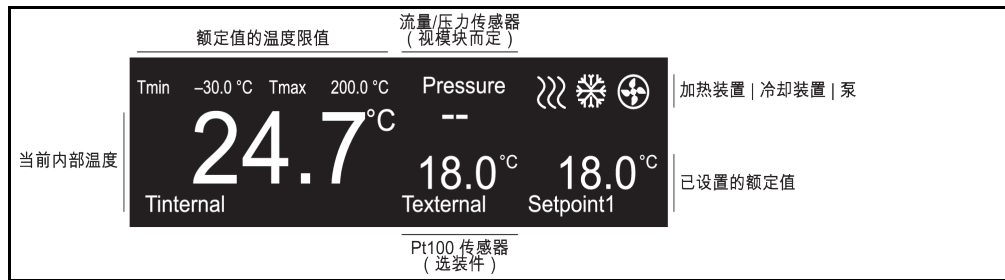 流量/压力传感器
额定值的温度限值
（视模块而定）
Tmin –30.0 °C Tmax 200.0 °C Pressure
加热装置 | 冷却装置 | 泵
--
24.7 °C
当前内部温度
18.0 °C 18.0 °C
已设置的额定值
Tinternal Texternal Setpoint1
Pt100 传感器
（选装件）